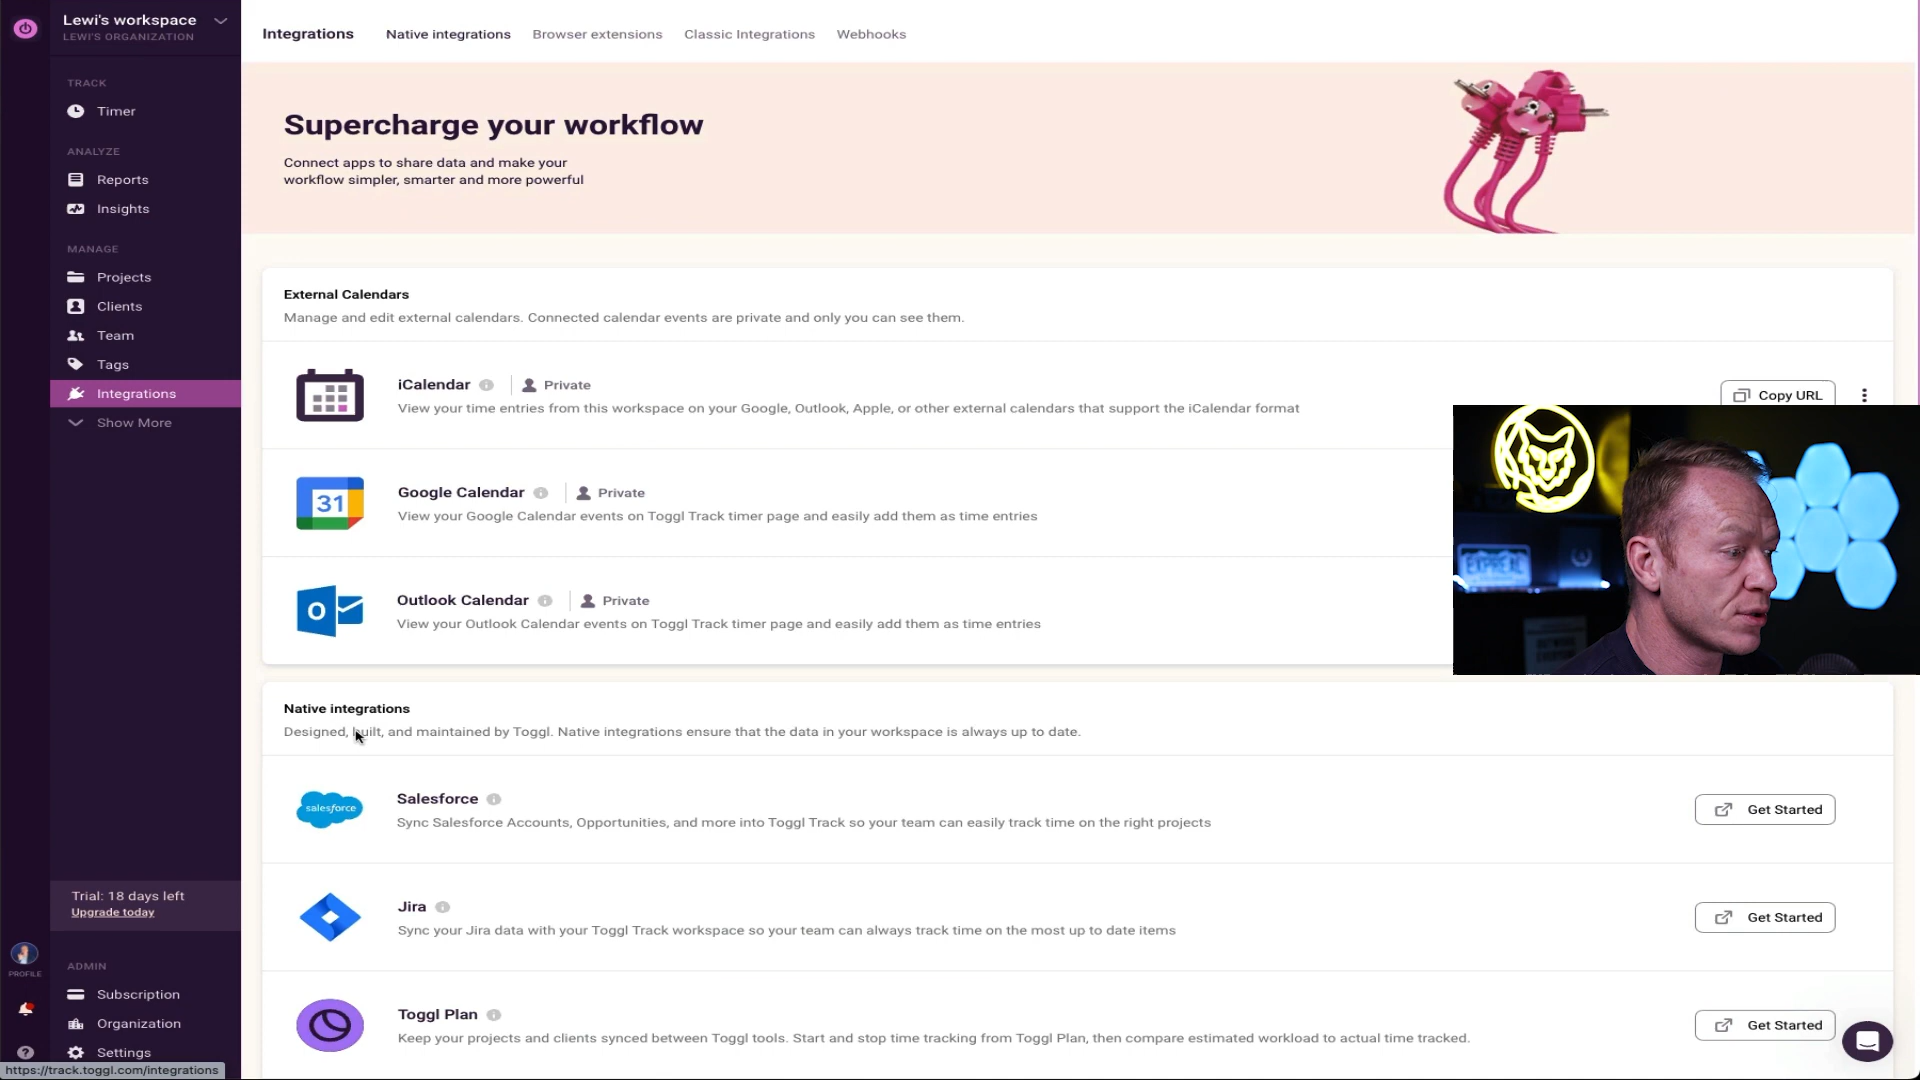 Lewi's workspace
LEWI'S ORGANIZATION
TRACK
Timer
ANALYZE
Reports
Insights
MANAGE
Projects
Clients
Team
Tags
Integrations
Show More
Trial: 18 days left
Upgrade today
PROFILE
ADMIN
Subscription
Organization
Settings
https://track.toggl.com/integrations
Integrations
Native integrations
Browser extensions
Classic Integrations
Webhooks
Supercharge your workflow
Connect apps to share data and make your
workflow simpler, smarter and more powerful
External Calendars
Manage and edit external calendars. Connected calendar events are private and only you can see them.
iCalendar
Private
View your time entries from this workspace on your Google, Outlook, Apple, or other external calendars that support the iCalendar format
Copy URL
31
Google Calendar
Private
View your Google Calendar events on Toggl Track timer page and easily add them as time entries
Outlook Calendar
Private
View your Outlook Calendar events on Toggl Track timer page and easily add them as time entries
Native integrations
Designed, built, and maintained by Toggl. Native integrations ensure that the data in your workspace is always up to date.
salesforce
Salesforce
Sync Salesforce Accounts, Opportunities, and more into Toggl Track so your team can easily track time on the right projects
Get Started
Jira
Sync your Jira data with your Toggl Track workspace so your team can always track time on the most up to date items
Get Started
Toggl Plan
Keep your projects and clients synced between Toggl tools. Start and stop time tracking from Toggl Plan, then compare estimated workload to actual time tracked.
Get Started